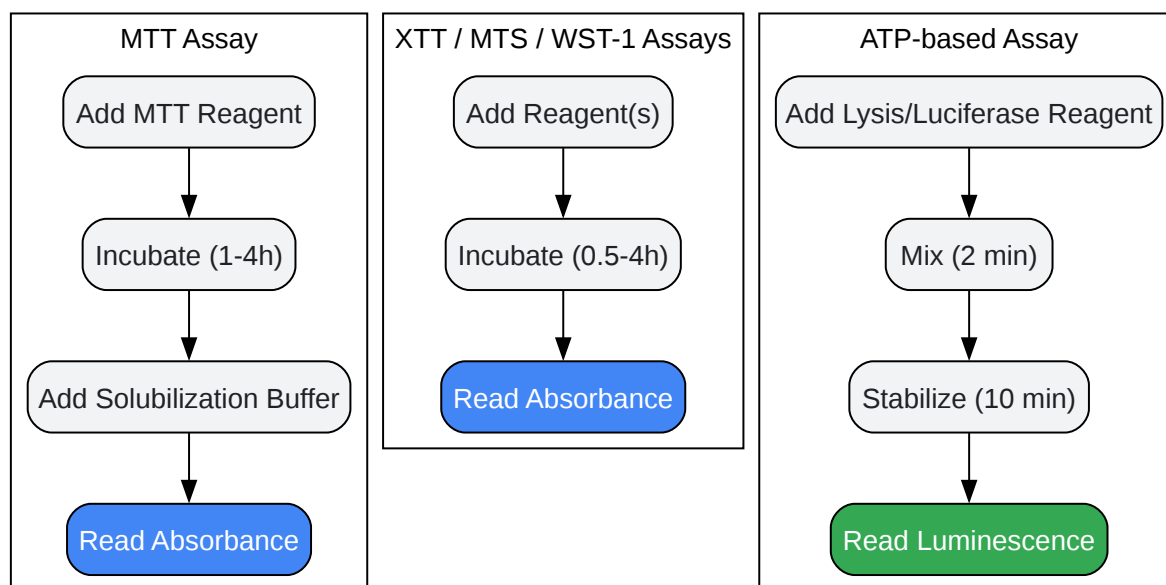 MTT Assay
Add MTT Reagent
Incubate (1-4h)
Add Solubilization Buffer
Read Absorbance
XTT / MTS / WST-1 Assays
Add Reagent(s)
Incubate (0.5-4h)
Read Absorbance
ATP-based Assay
Add Lysis/Luciferase Reagent
Mix (2 min)
Stabilize (10 min)
Read Luminescence